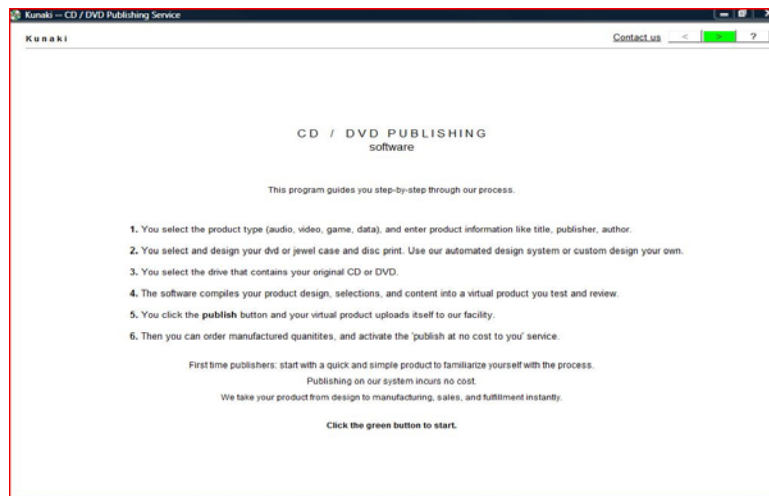 Kunaki -- CD / DVD Publishing Service
Kunaki
Contact us < > ?
CD / DVD PUBLISHING
software
This program guides you step-by-step through our process.
1. You select the product type (audio, video, game, data), and enter product information like title, publisher, author.
2. You select and design your dvd or jewel case and disc print. Use our automated design system or custom design your own.
3. You select the drive that contains your original CD or DVD.
4. The software compiles your product design, selections, and content into a virtual product you test and review.
5. You click the publish button and your virtual product uploads itself to our facility.
6. Then you can order manufactured quanitites, and activate the 'publish at no cost to you' service.
First time publishers: start with a quick and simple product to familiarize yourself with the process.
Publishing on our system incurs no cost.
We take your product from design to manufacturing, sales, and fulfillment instantly.
Click the green button to start.